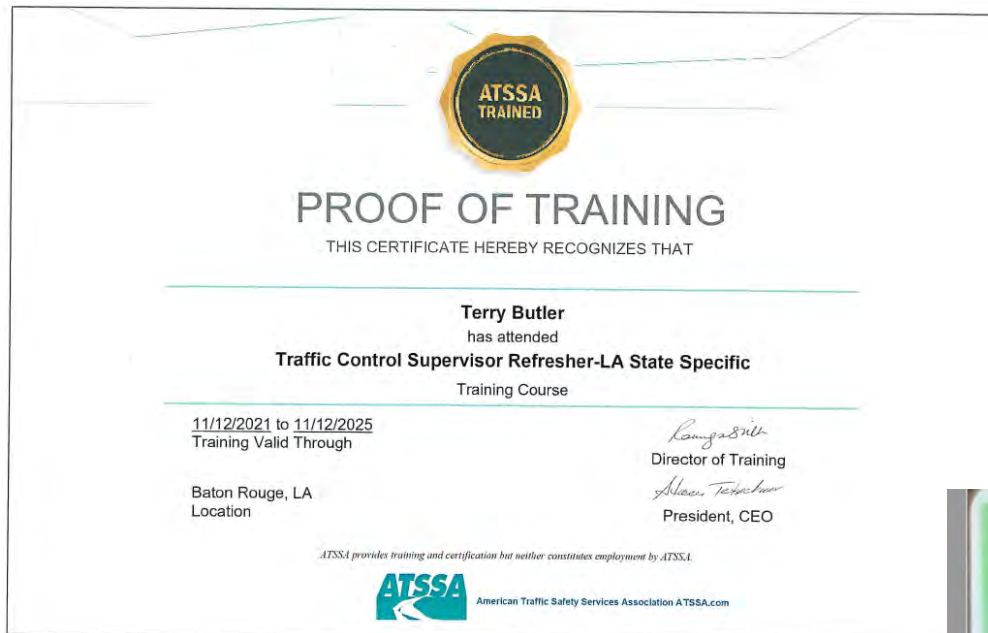 ATSSA
TRAINED
PROOF OF TRAINING
THIS CERTIFICATE HEREBY RECOGNIZES THAT
Terry Butler
has attended
Traffic Control Supervisor Refresher-LA State Specific
Training Course
11/12/2021 to 11/12/2025
Training Valid Through
Director of Training
Baton Rouge, LA
Location
President, CEO
ATSSA provides training and certification but neither constitutes employment by ATSSA.
ATSSA
American Traffic Safety Services Association ATSSA.com